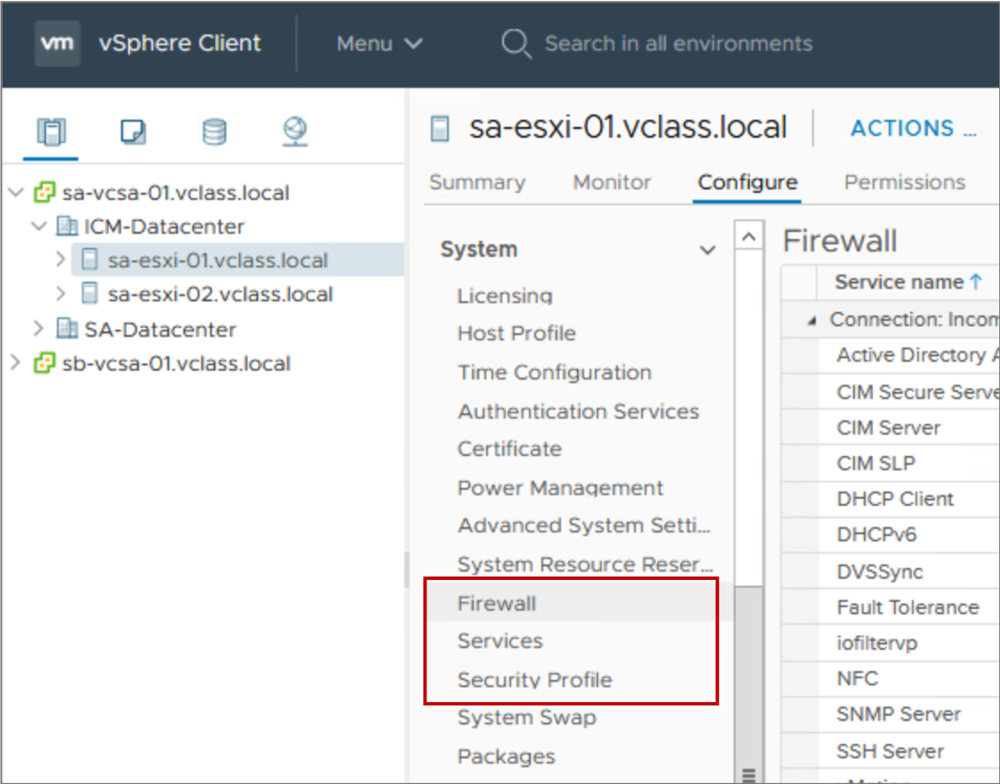 vm vSphere Client Menu Search in all environments
sa-esxi-01.vclass.local ACTIONS ...
Summary Monitor Configure Permissions
sa-vcsa-01.vclass.local
ICM-Datacenter
sa-esxi-01.vclass.local
sa-esxi-02.vclass.local
SA-Datacenter
sb-vcsa-01.vclass.local
System
Licensing
Host Profile
Time Configuration
Authentication Services
Certificate
Power Management
Advanced System Setti...
System Resource Reser...
Firewall
Services
Security Profile
System Swap
Packages
Firewall
Service name
Connection: Incom
Active Directory A
CIM Secure Serve
CIM Server
CIM SLP
DHCP Client
DHCPv6
DVSSync
Fault Tolerance
iofiltervp
NFC
SNMP Server
SSH Server